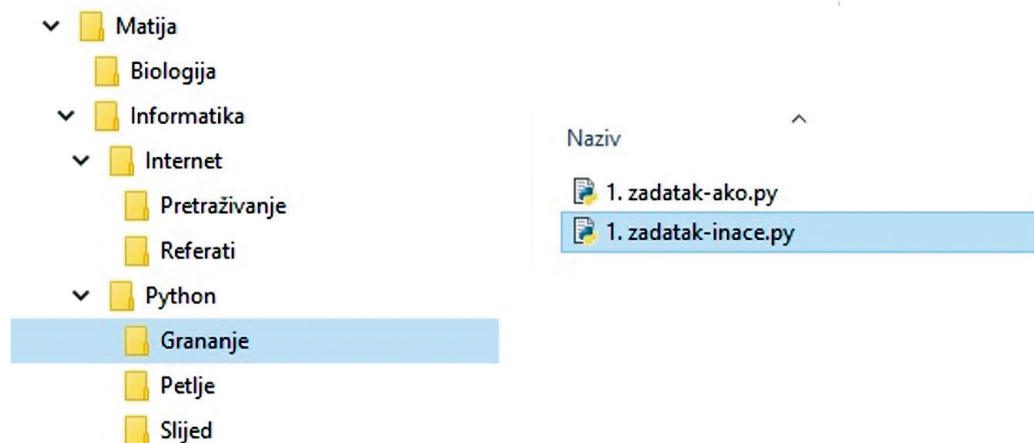 Matija
Biologija
Informatika
Internet
Pretraživanje
Referati
Python
Grananje
Petlje
Slijed
Naziv
1. zadatak-ako.py
1. zadatak-inace.py